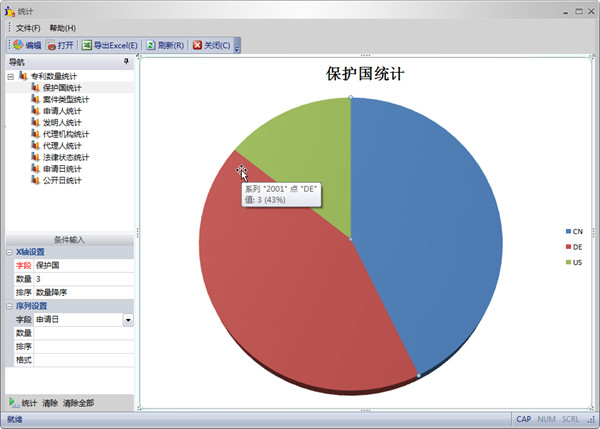 统计
文件(F) 帮助(H)
编辑 打开 导出Excel(E) 刷新(R) 关闭(C)
导航
专利数量统计
保护国统计
案件类型统计
申请人统计
发明人统计
代理机构统计
代理人统计
法律状态统计
申请日统计
公开日统计
条件输入
X轴设置
字段 保护国
数量 3
排序 数量降序
序列设置
字段 申请日
数量
排序
格式
统计 清除 清除全部
保护国统计
系列 "2001" 点 "DE"
值: 3 (43%)
CN
DE
US
就绪
CAP NUM SCRL